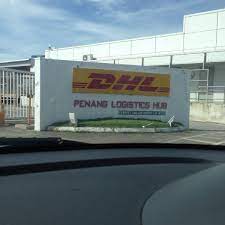 DHL
PENANG LOGISTICS HUB